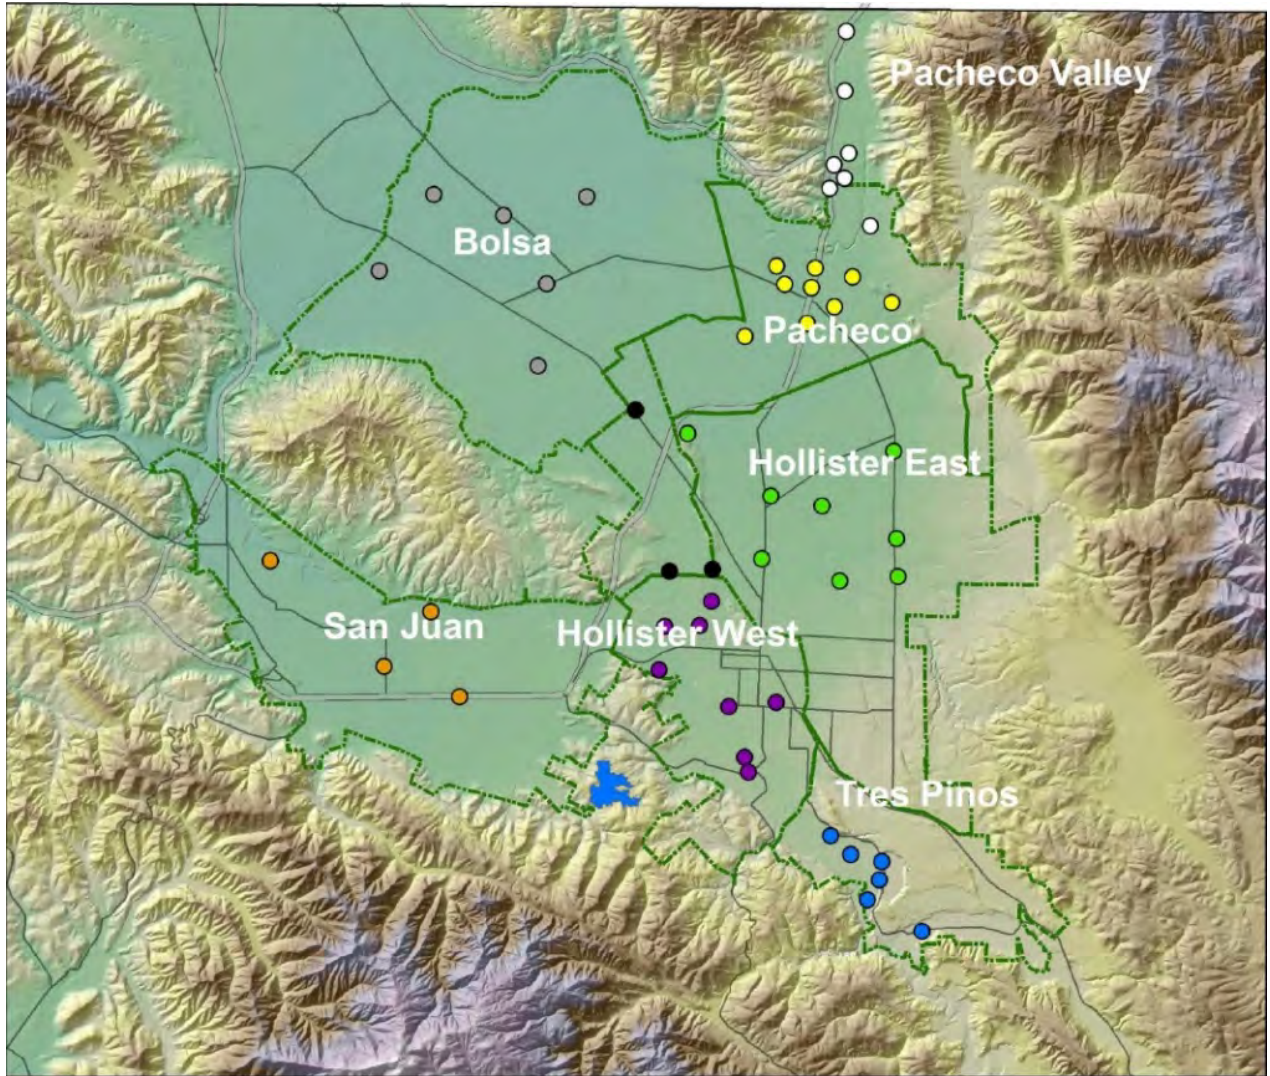 Pacheco Valley
Bolsa
Pacheco
Hollister East
San Juan
Hollister West
Tres Pinos